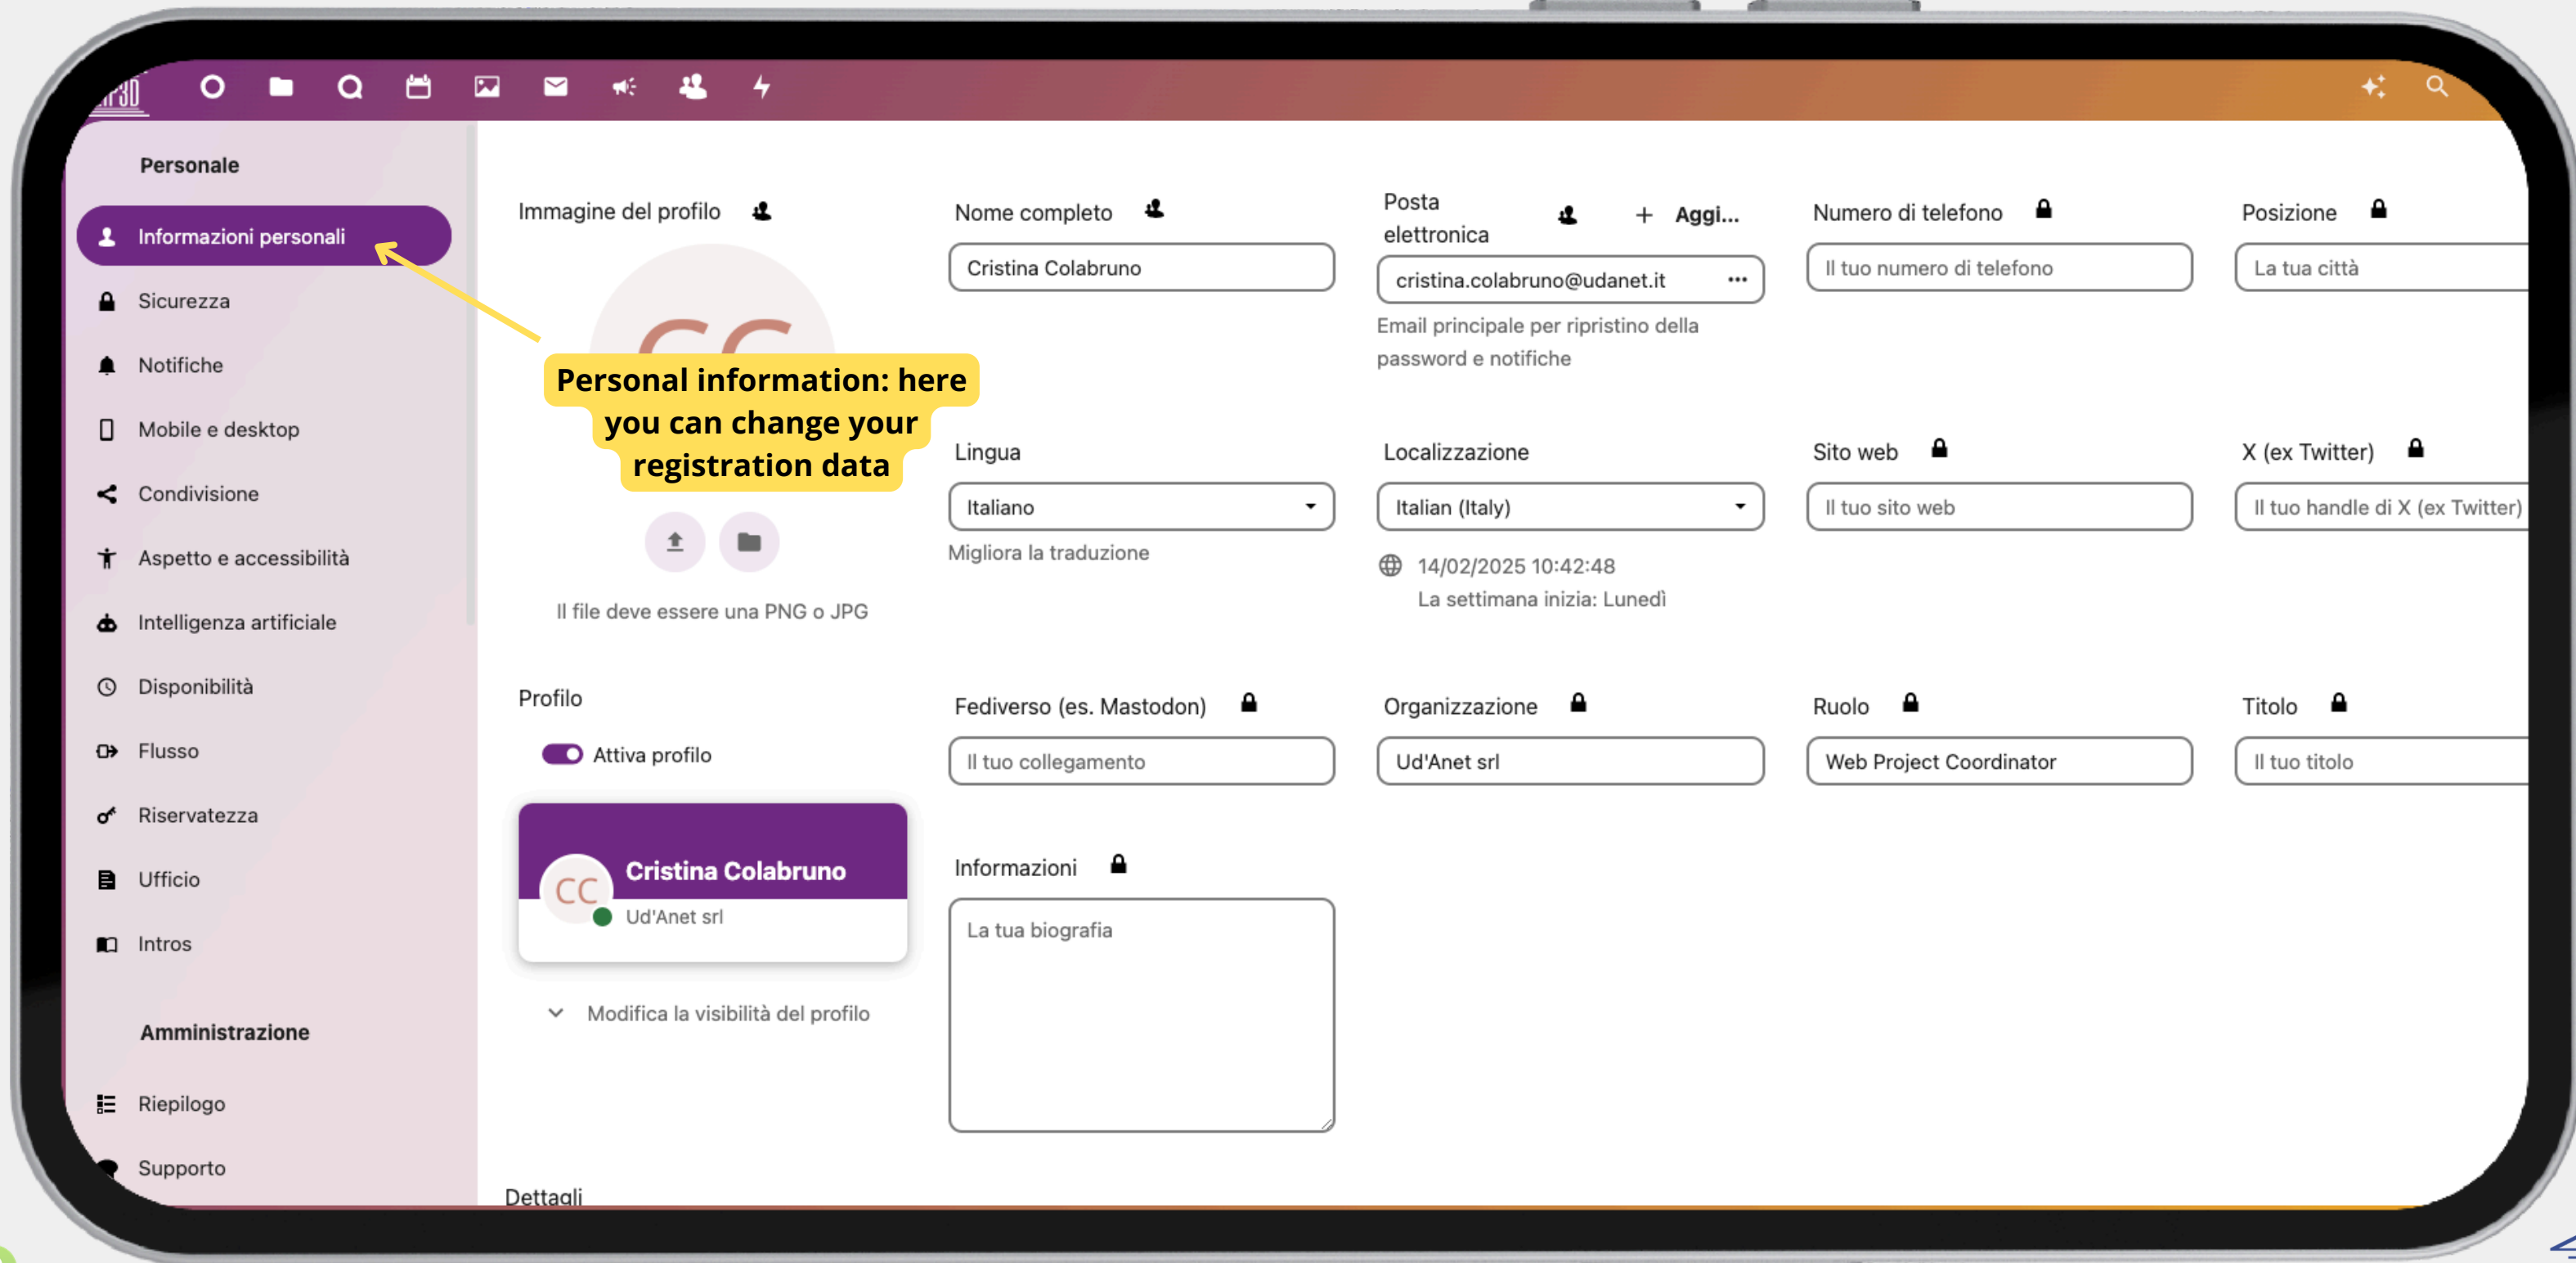 Personale
Informazioni personali
Sicurezza
Notifiche
Mobile e desktop
Condivisione
Aspetto e accessibilità
Intelligenza artificiale
Disponibilità
Flusso
Riservatezza
Ufficio
Intros
Amministrazione
Riepilogo
Supporto
Immagine del profilo
CC
Personal information: here
you can change your
registration data
Il file deve essere una PNG o JPG
Profilo
Attiva profilo
CC
Cristina Colabruno
Ud'Anet srl
Modifica la visibilità del profilo
Dettagli
Nome completo
Cristina Colabruno
Posta
elettronica
+ Aggi...
cristina.colabruno@udanet.it
Email principale per ripristino della
password e notifiche
Numero di telefono
Il tuo numero di telefono
Posizione
La tua città
Lingua
Italiano
Migliora la traduzione
Localizzazione
Italian (Italy)
14/02/2025 10:42:48
La settimana inizia: Lunedì
Sito web
Il tuo sito web
X (ex Twitter)
Il tuo handle di X (ex Twitter)
Fediverso (es. Mastodon)
Il tuo collegamento
Organizzazione
Ud'Anet srl
Ruolo
Web Project Coordinator
Titolo
Il tuo titolo
Informazioni
La tua biografia